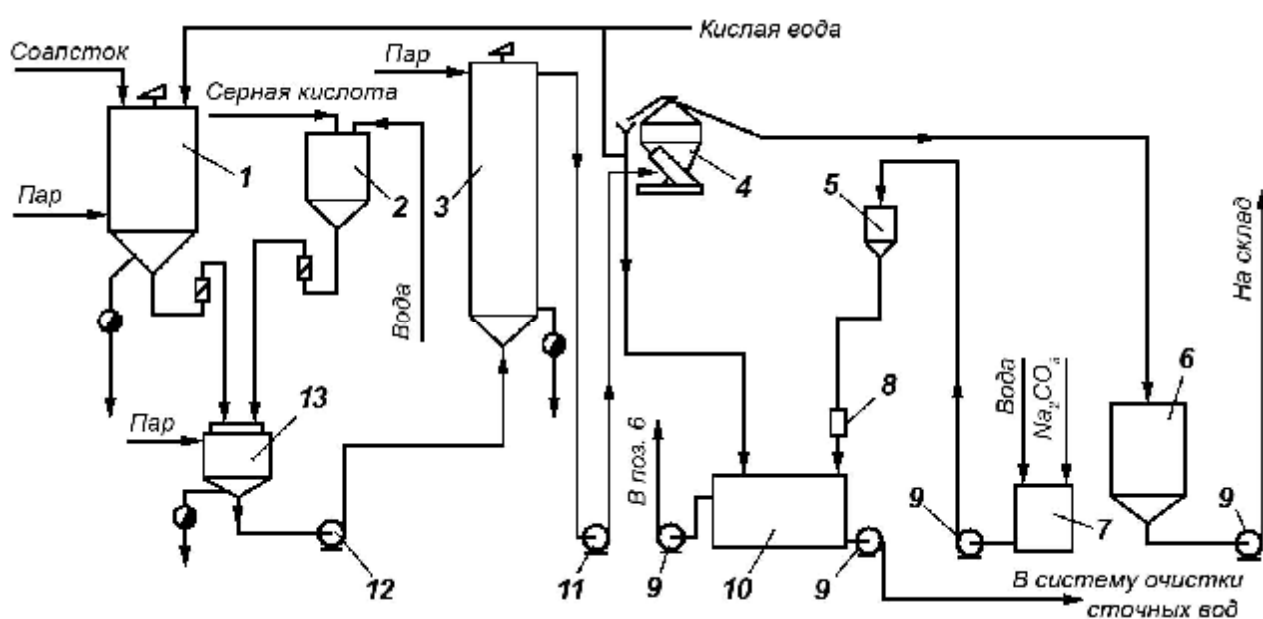 Кислая вода
Соапсток
Пар
Серная кислота
1
2
3
4
5
Пар
Вода
На склад
6
Вода
Na₂CO₃
8
13
Пар
В поз. 6
9
7
9
12
11
9
10
9
В систему очистки
сточных вод